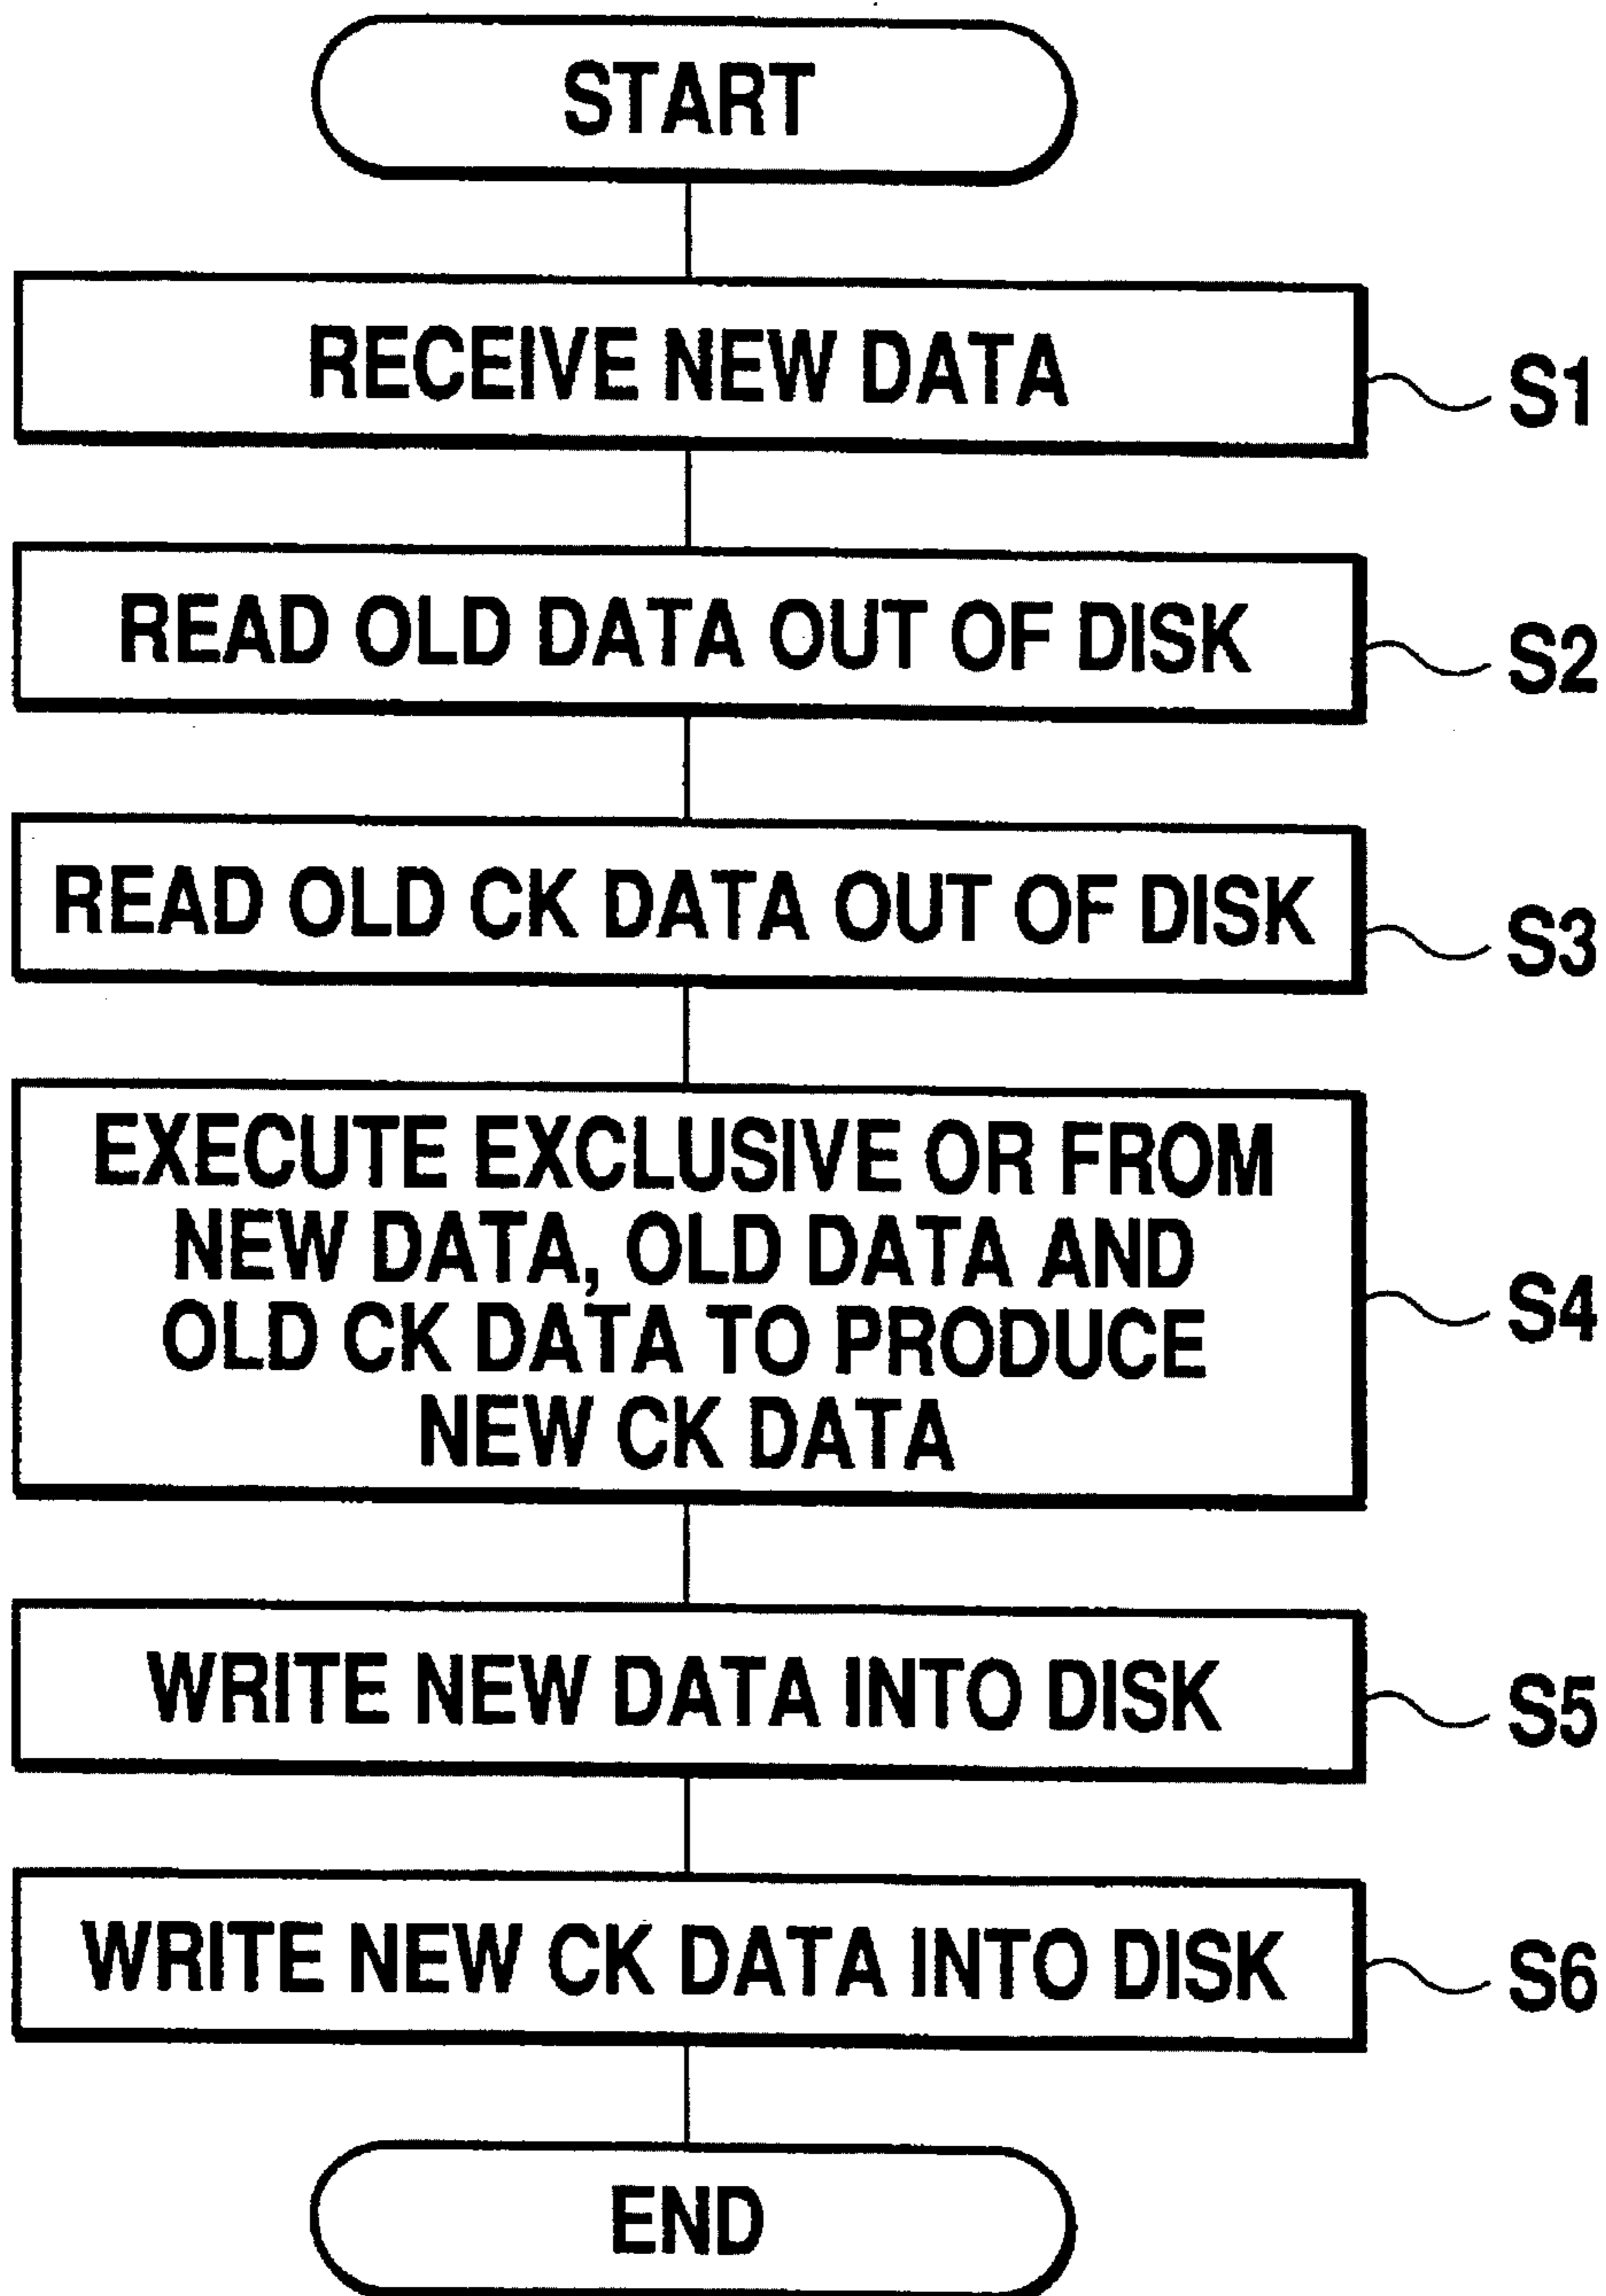 START
RECEIVE NEW DATA
S1
READ OLD DATA OUT OF DISK
S2
READ OLD CK DATA OUT OF DISK
S3
EXECUTE EXCLUSIVE OR FROM
NEW DATA, OLD DATA AND
OLD CK DATA TO PRODUCE
NEW CK DATA
S4
WRITE NEW DATA INTO DISK
S5
WRITE NEW CK DATA INTO DISK
S6
END